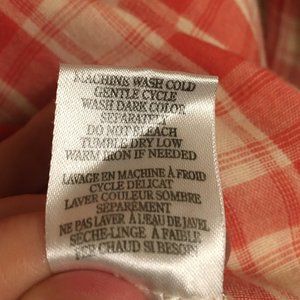 MACHINE WASH COLD
GENTLE CYCLE
WASH DARK COLOR
SEPARATELY
DO NOT BLEACH
TUMBLE DRY LOW
WARM IRON IF NEEDED
LAVAGE EN MACHINE À FROID
CYCLE DÉLICAT
LAVER COULEUR SOMBRE
SÉPARÉMENT
NE PAS LAVER À L'EAU DE JAVEL
SÈCHE-LINGE À FAIBLE
FER CHAUD SI BESOIN